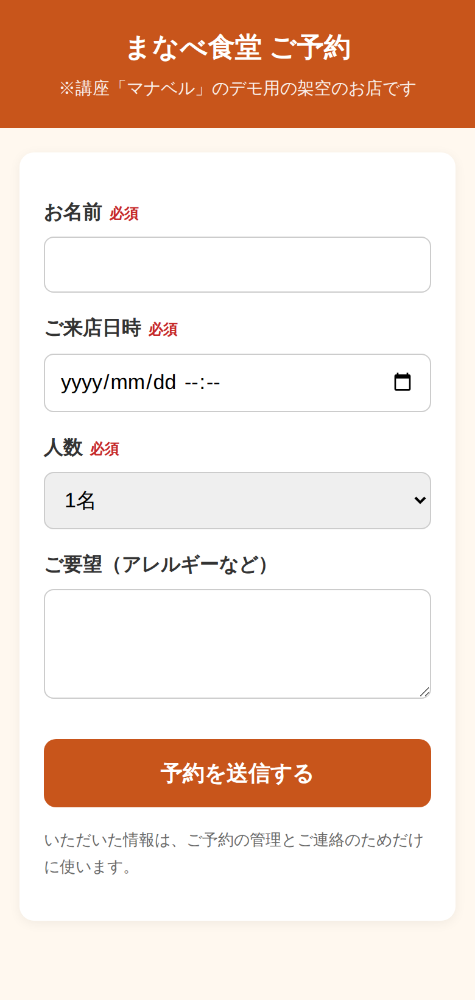 まなべ食堂 ご予約
※講座「マナベル」のデモ用の架空のお店です
お名前 必須
ご来店日時 必須
yyyy/mm/dd --:--
人数 必須
1名
ご要望（アレルギーなど）
予約を送信する
いただいた情報は、ご予約の管理とご連絡のためだけ
に使います。